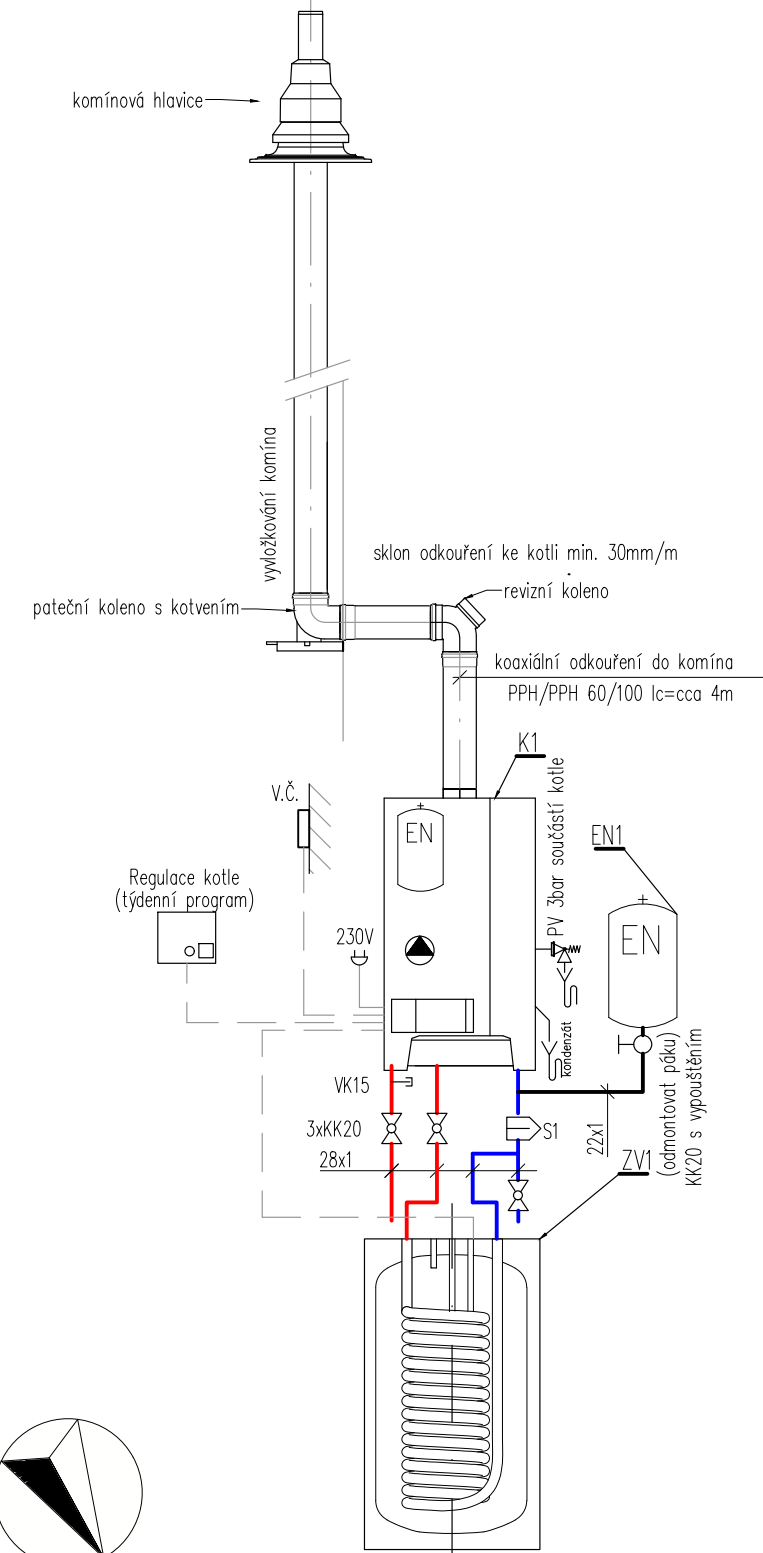 komínová hlavice
vyvložkování komína
sklon odkouření ke kotli min. 30mm/m
revizní koleno
pateční koleno s kotvením
koaxiální odkouření do komína
PPH/PPH 60/100 lc=cca 4m
K1
V.Č.
PV 3bar součástí kotle
EN
EN1
EN
Regulace kotle
(týdenní program)
230V
kondenzát
VK15
3xKK20
S1
28x1
22x1
ZV1
(odmontovat páku)
KK20 s vypouštěním